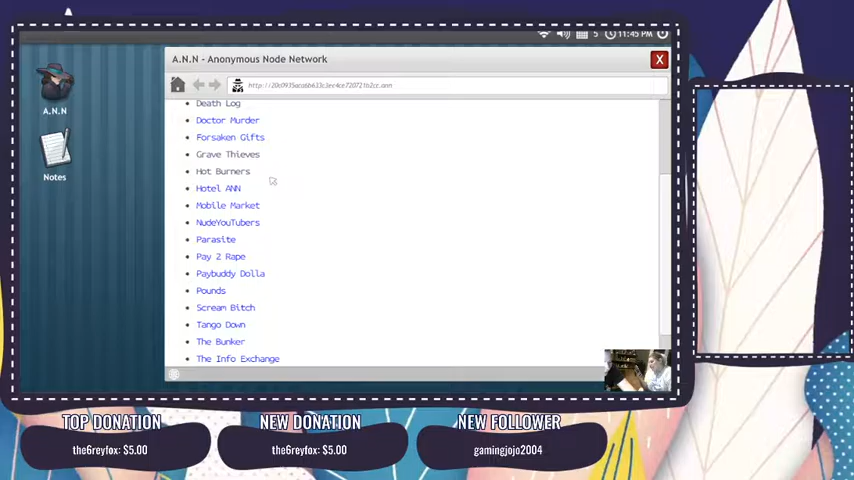 5 11:45 PM
A.N.N - Anonymous Node Network X
A.N.N
Notes
Death Log
Doctor Murder
Forsaken Gifts
Grave Thieves
Hot Burners
Hotel ANN
Mobile Market
NudeYouTubers
Parasite
Pay 2 Rape
Paybuddy Dolla
Pounds
Scream Bitch
Tango Down
The Bunker
The Info Exchange
TOP DONATION NEW DONATION NEW FOLLOWER
the6reyfox: $5.00 the6reyfox: $5.00 gamingjojo2004